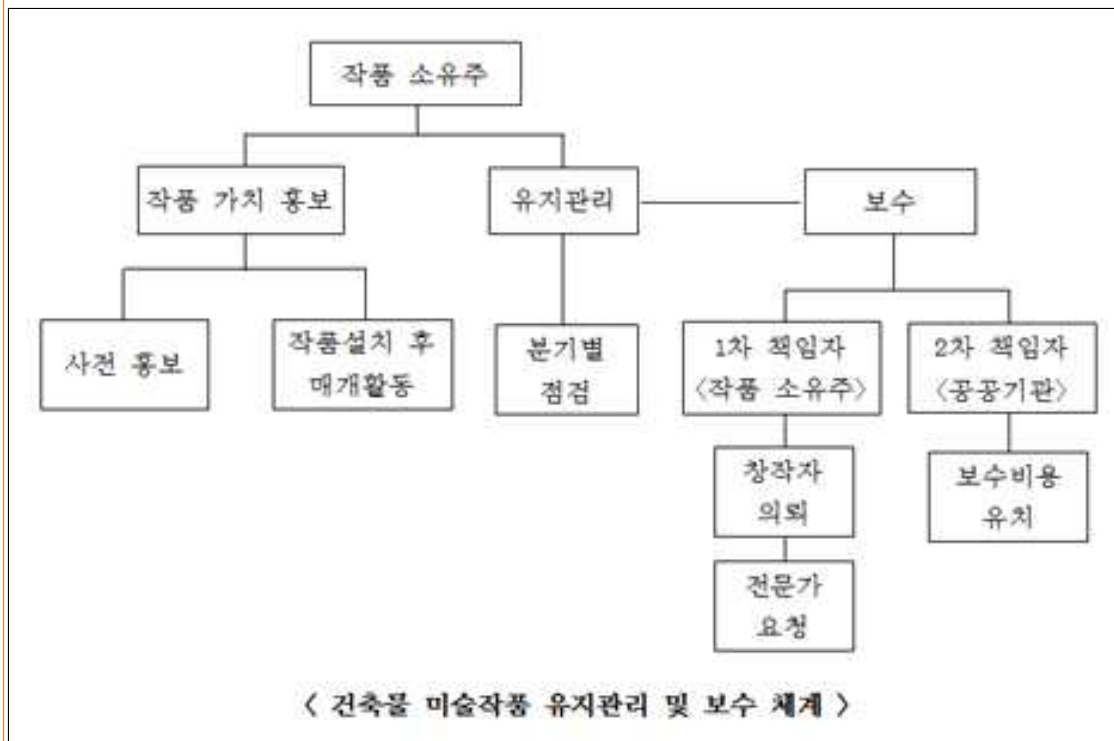 작품 소유주
작품 가치 홍보
유지관리
보수
사전 홍보
작품설치 후
매개활동
분기별
점검
1차 책임자
<작품 소유주>
2차 책임자
<공공기관>
창작자
의뢰
보수비용
유치
전문가
요청
< 건축물 미술작품 유지관리 및 보수 체계 >